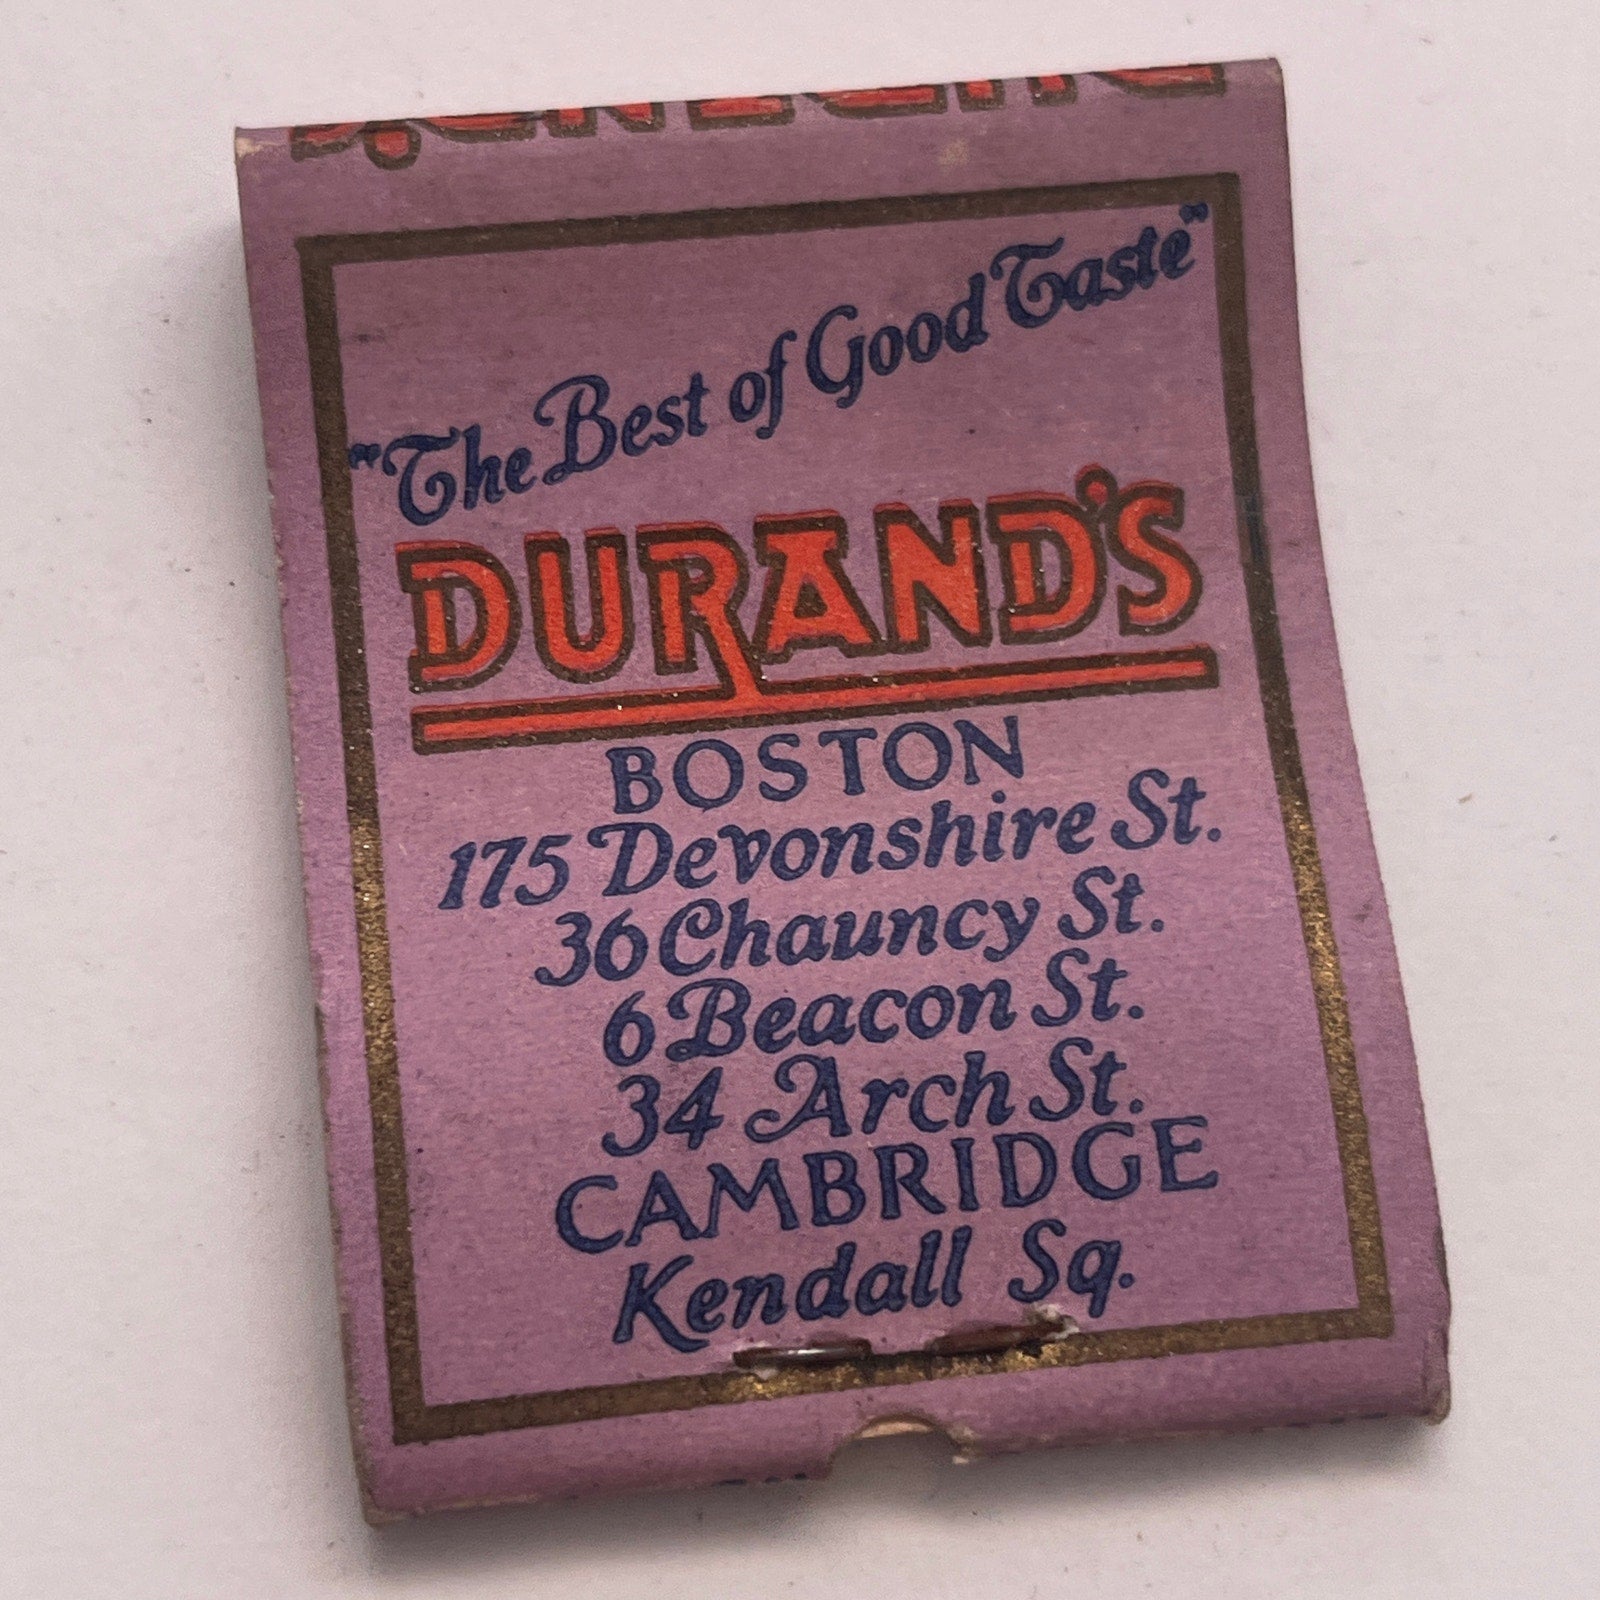 DURAND'S
"The Best of Good Taste"
DURAND'S
BOSTON
175 Devonshire St.
36 Chauncy St.
6 Beacon St.
34 Arch St.
CAMBRIDGE
Kendall Sq.